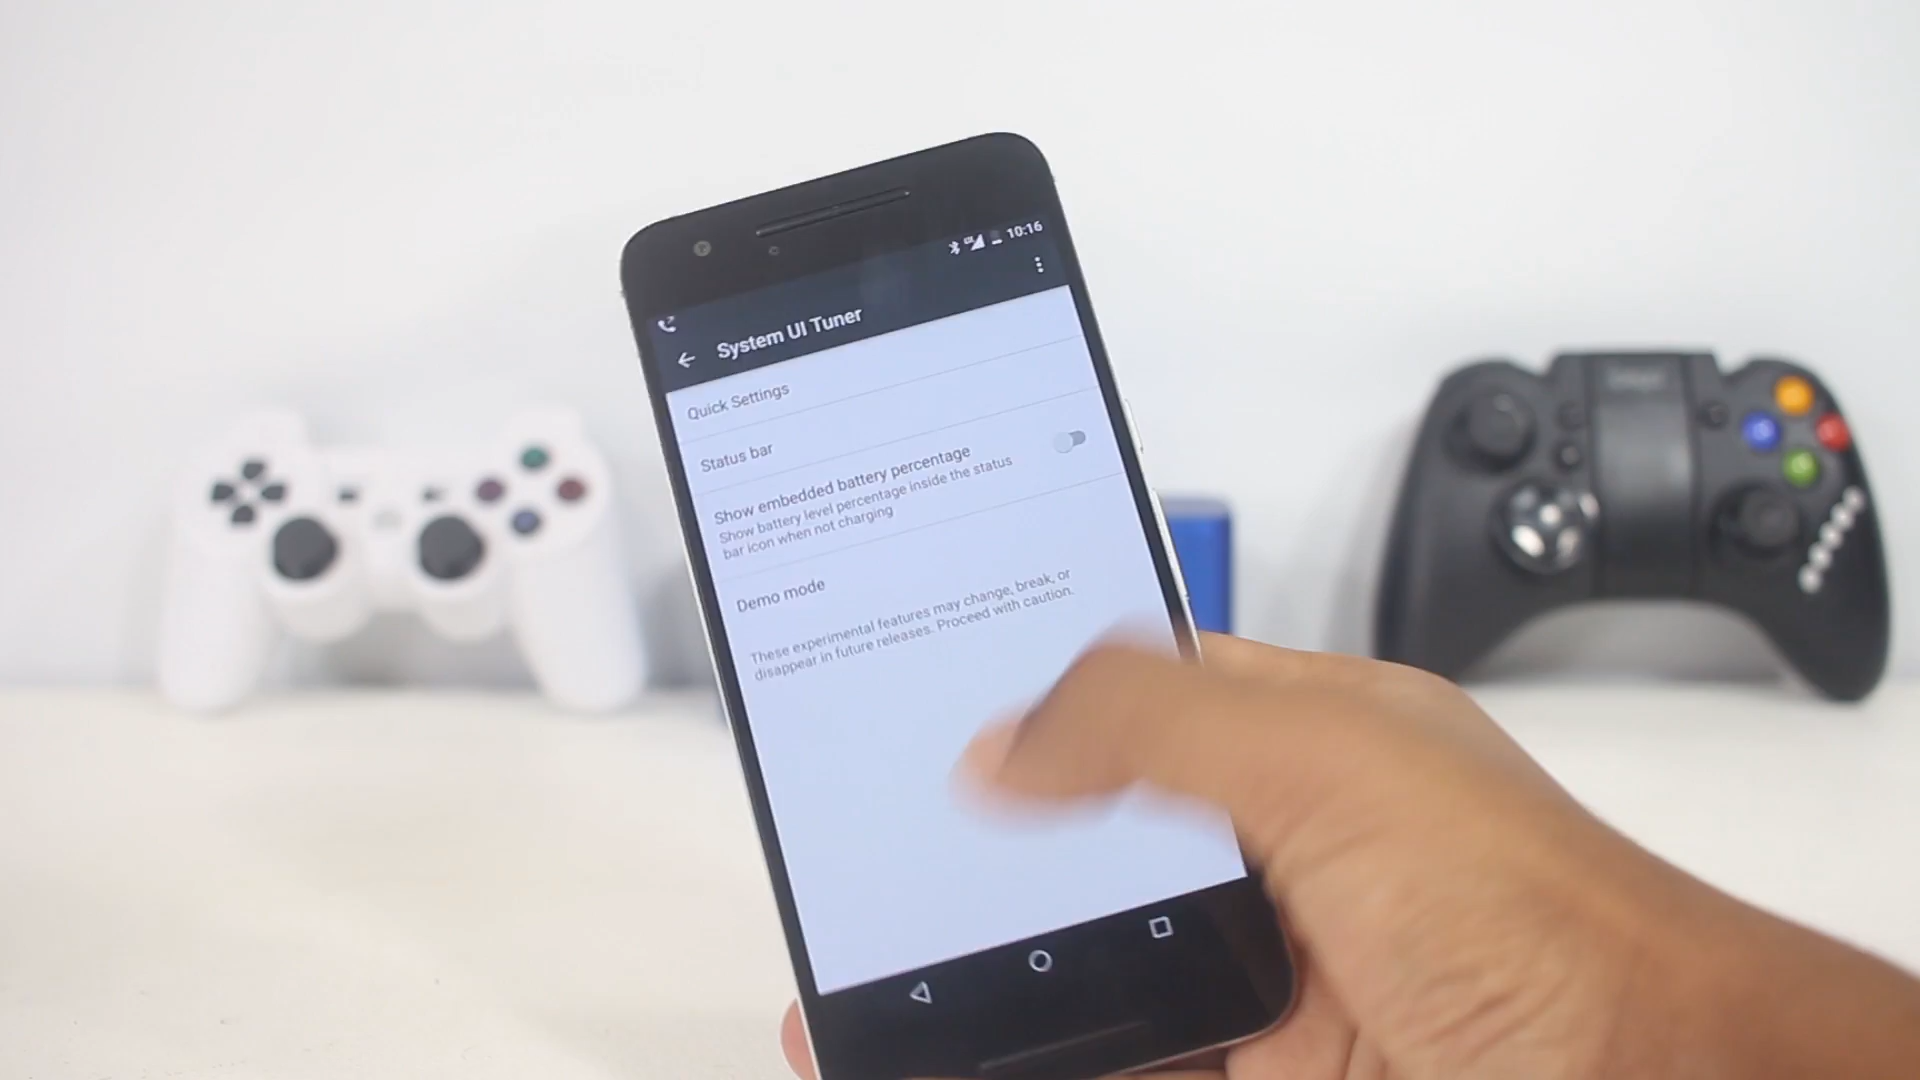 10:16
System UI Tuner
Quick Settings
Status bar
Show embedded battery percentage
Show battery level percentage inside the status
bar icon when not charging
Demo mode
These experimental features may change, break, or
disappear in future releases. Proceed with caution.